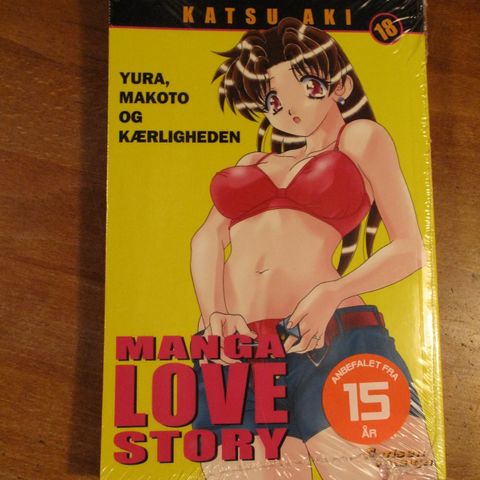 KATSU AKI
18
YURA,
MAKOTO
OG
KÆRLIGHEDEN
MANGA
LOVE
STORY
ANBEFALET FRA
15
ÅR